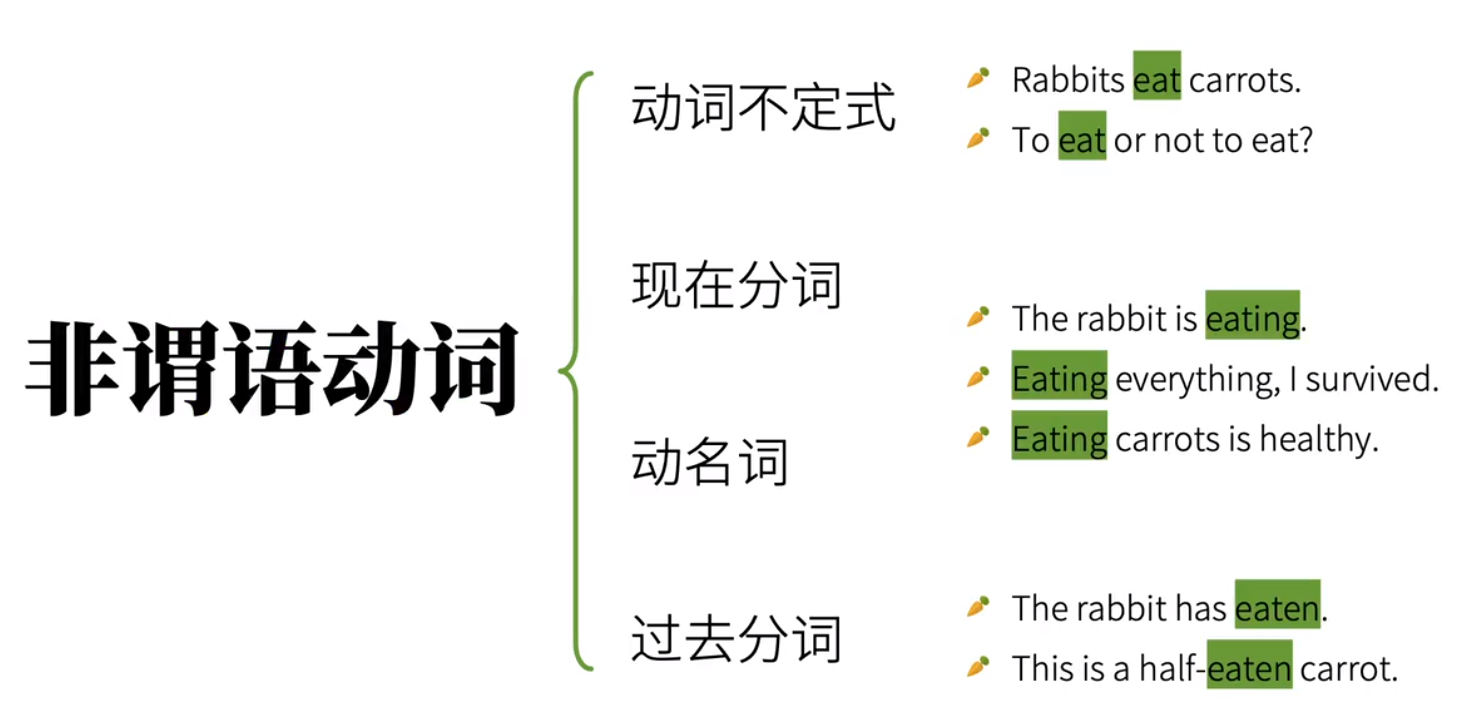 非谓语动词
动词不定式
Rabbits eat carrots.
To eat or not to eat?
现在分词
The rabbit is eating.
Eating everything, I survived.
Eating carrots is healthy.
动名词
过去分词
The rabbit has eaten.
This is a half-eaten carrot.